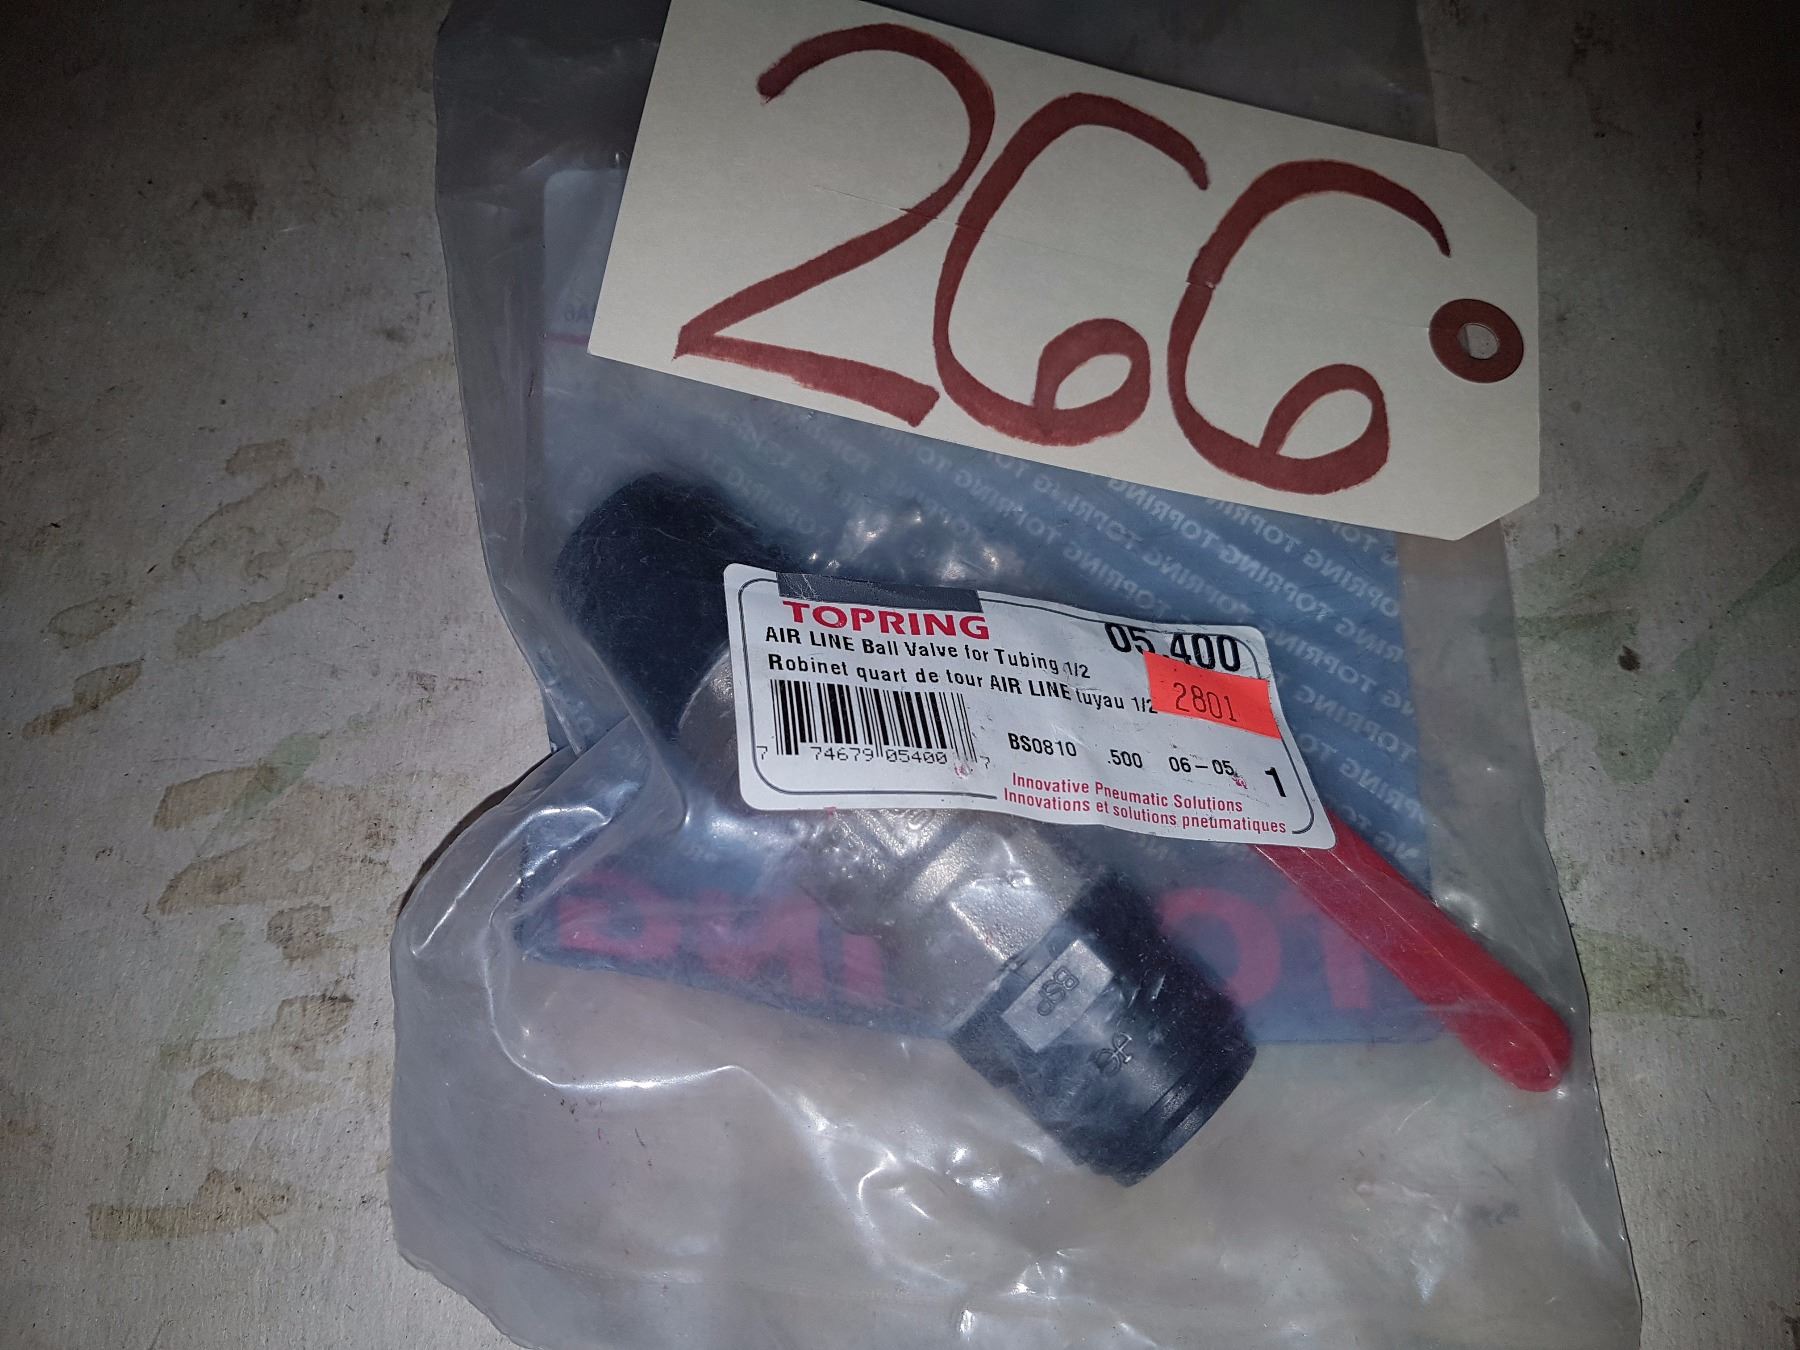 266
TOPRING
05.400
AIR LINE Ball Valve for Tubing 1/2
Robinet quart de tour AIR LINE tuyau 1/2
2801
7 74679 05400 7
BS0810 .500 06-05 1
Innovative Pneumatic Solutions
Innovations et solutions pneumatiques
BSP